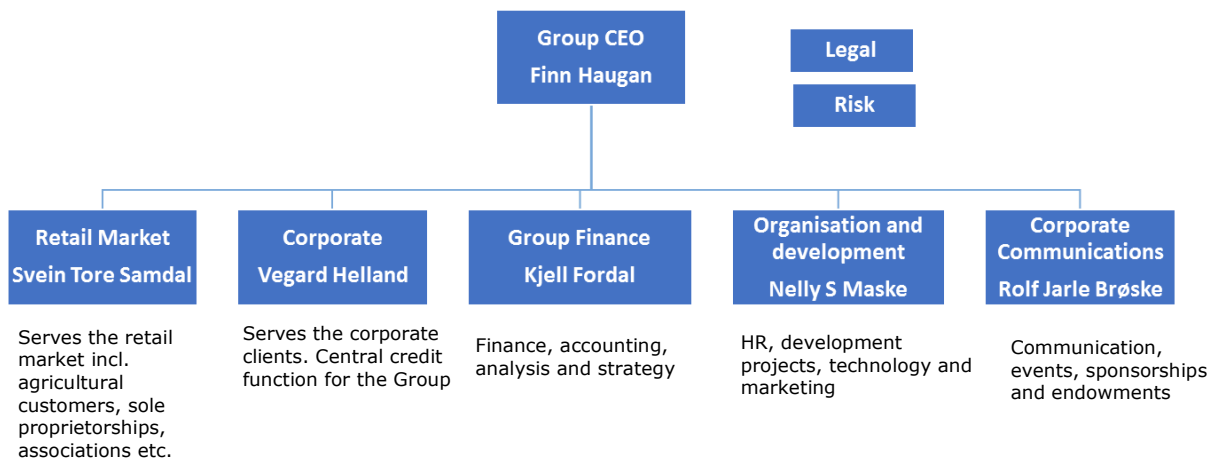 Group CEO
Finn Haugan
Legal
Risk
Retail Market
Svein Tore Samdal
Corporate
Vegard Helland
Group Finance
Kjell Fordal
Organisation and
development
Nelly S Maske
Corporate
Communications
Rolf Jarle Brøske
Serves the retail
market incl.
agricultural
customers, sole
proprietorships,
associations etc.
Serves the corporate
clients. Central credit
function for the Group
Finance, accounting,
analysis and strategy
HR, development
projects, technology and
marketing
Communication,
events, sponsorships
and endowments